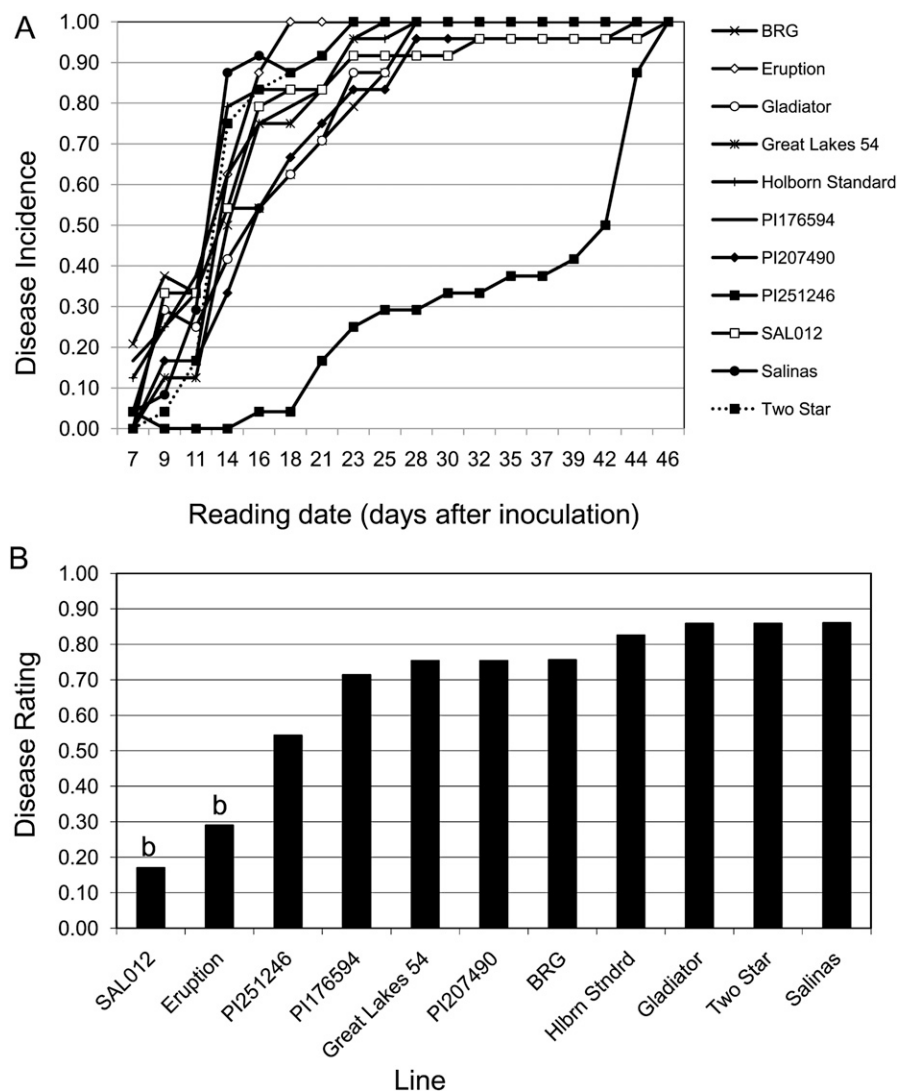 A
Disease Incidence
1.00
0.90
0.80
0.70
0.60
0.50
0.40
0.30
0.20
0.10
0.00
7 9 11 14 16 18 21 23 25 28 30 32 35 37 39 42 44 46
Reading date (days after inoculation)
BRG
Eruption
Gladiator
Great Lakes 54
Holborn Standard
PI176594
PI207490
PI251246
SAL012
Salinas
Two Star
B
Disease Rating
1.00
0.90
0.80
0.70
0.60
0.50
0.40
0.30
0.20
0.10
0.00
b
b
SAL012
Eruption
PI251246
PI176594
Great Lakes 54
PI207490
BRG
Hlbrn Stndrd
Gladiator
Two Star
Salinas
Line